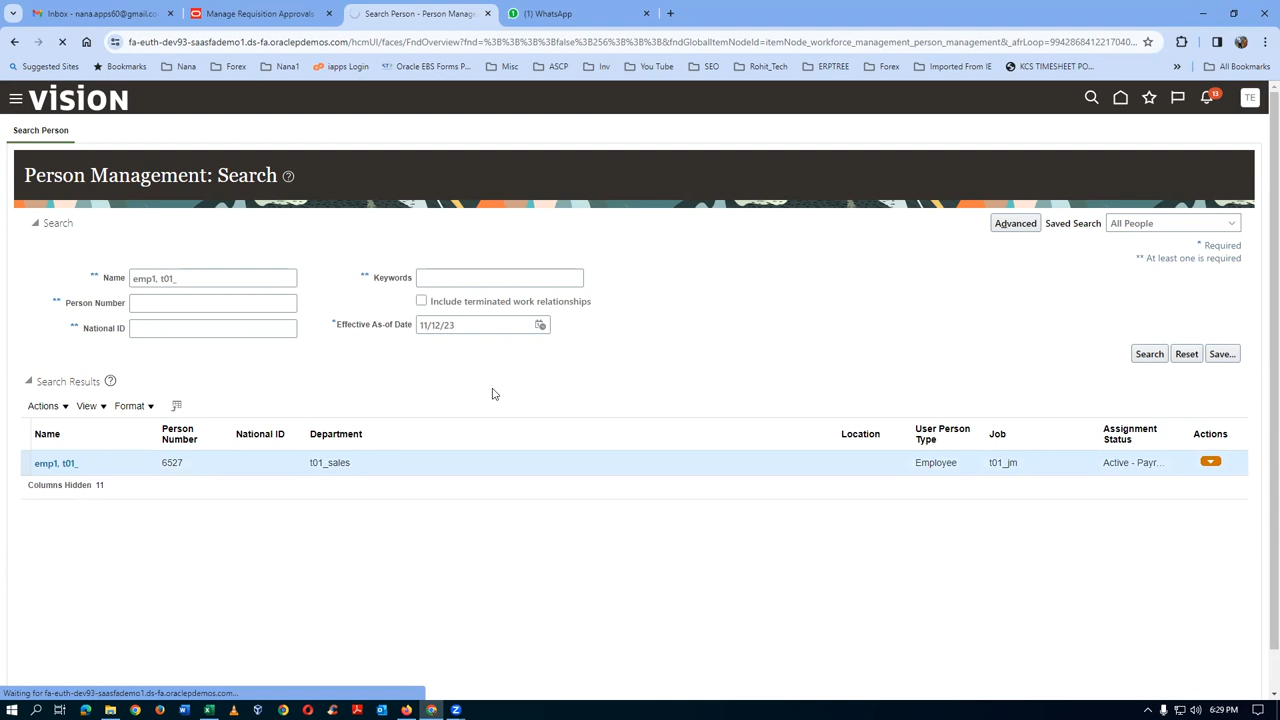 Inbox - nana.apps60@gmail.co
Manage Requisition Approvals
Search Person - Person Manage
(1) WhatsApp
fa-euth-dev93-saasfademo1.ds-fa.oraclepdemos.com/hcmUI/faces/FndOverview?fnd=%3B%3B%3B%3Bfalse%3B256%3B%3B%3B&fndGlobalItemNodeId=itemNode_workforce_management_person_management&_afrLoop=9942868412217040...
Suggested Sites Bookmarks Nana Forex Nana1 iapps Login Oracle EBS Forms P... Misc ASCP Inv You Tube SEO Rohit_Tech ERPTREE Forex Imported From IE KCS TIMESHEET PO... » All Bookmarks
VISION
13
TE
Search Person
Person Management: Search
Search
Advanced Saved Search All People
* Required
** At least one is required
** Name emp1, t01_
** Keywords
** Person Number
Include terminated work relationships
** National ID
* Effective As-of Date 11/12/23
Search Reset Save...
Search Results
Actions View Format
Name Person Number National ID Department Location User Person Type Job Assignment Status Actions
emp1, t01_ 6527 t01_sales Employee t01_jm Active - Payr...
Columns Hidden 11
Waiting for fa-euth-dev93-saasfademo1.ds-fa.oraclepdemos.com...
6:29 PM